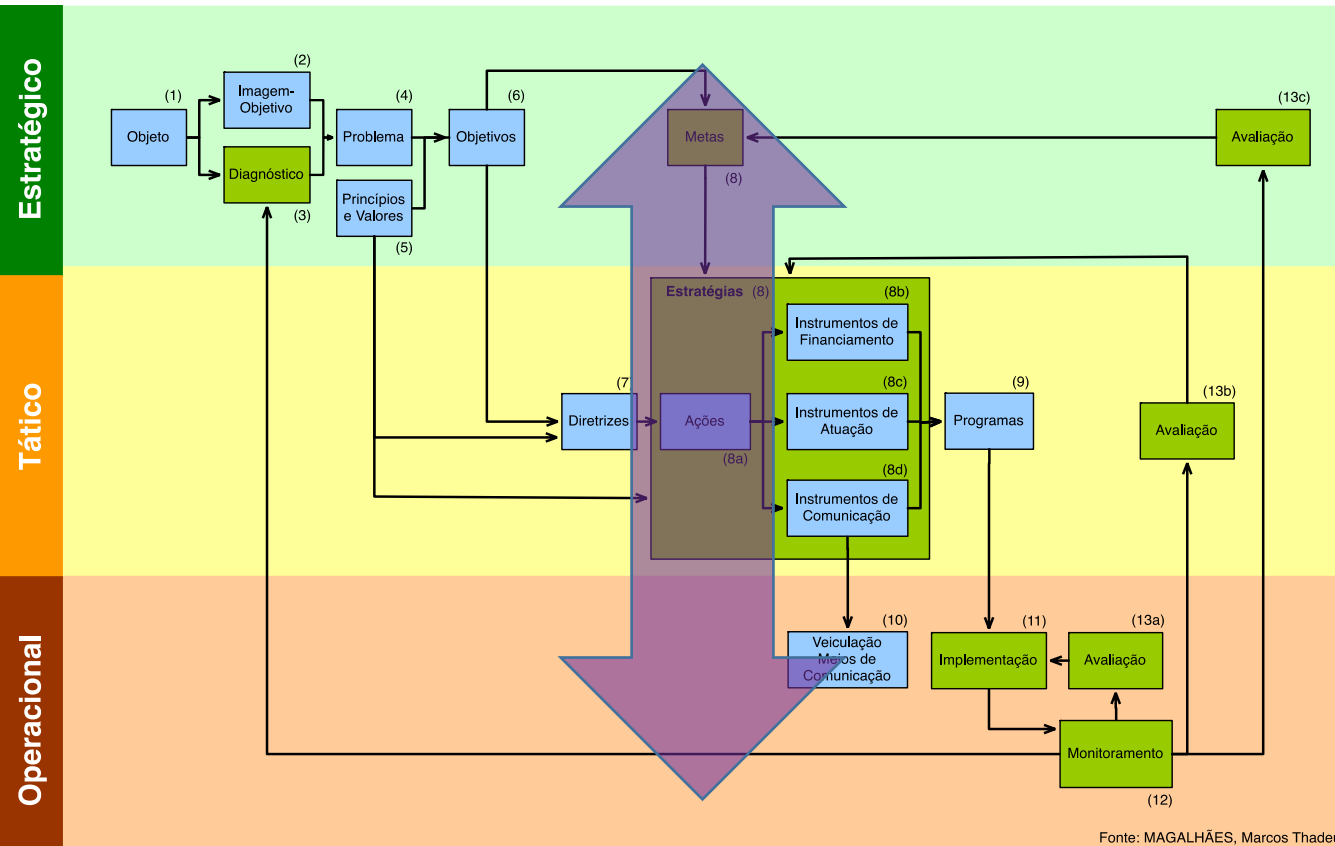 Estratégico
(1)
Objeto
(2)
Imagem-
Objetivo
Diagnóstico
(3)
(4)
Problema
Princípios
e Valores
(5)
(6)
Objetivos
Metas
(8)
(13c)
Avaliação
Tático
(7)
Diretrizes
Estratégias (8)
Ações
(8a)
(8b)
Instrumentos de
Financiamento
(8c)
Instrumentos de
Atuação
(8d)
Instrumentos de
Comunicação
(9)
Programas
(13b)
Avaliação
Operacional
(10)
Veiculação
Meios de
Comunicação
(11)
Implementação
(13a)
Avaliação
Monitoramento
(12)
Fonte: MAGALHÃES, Marcos Thadeu